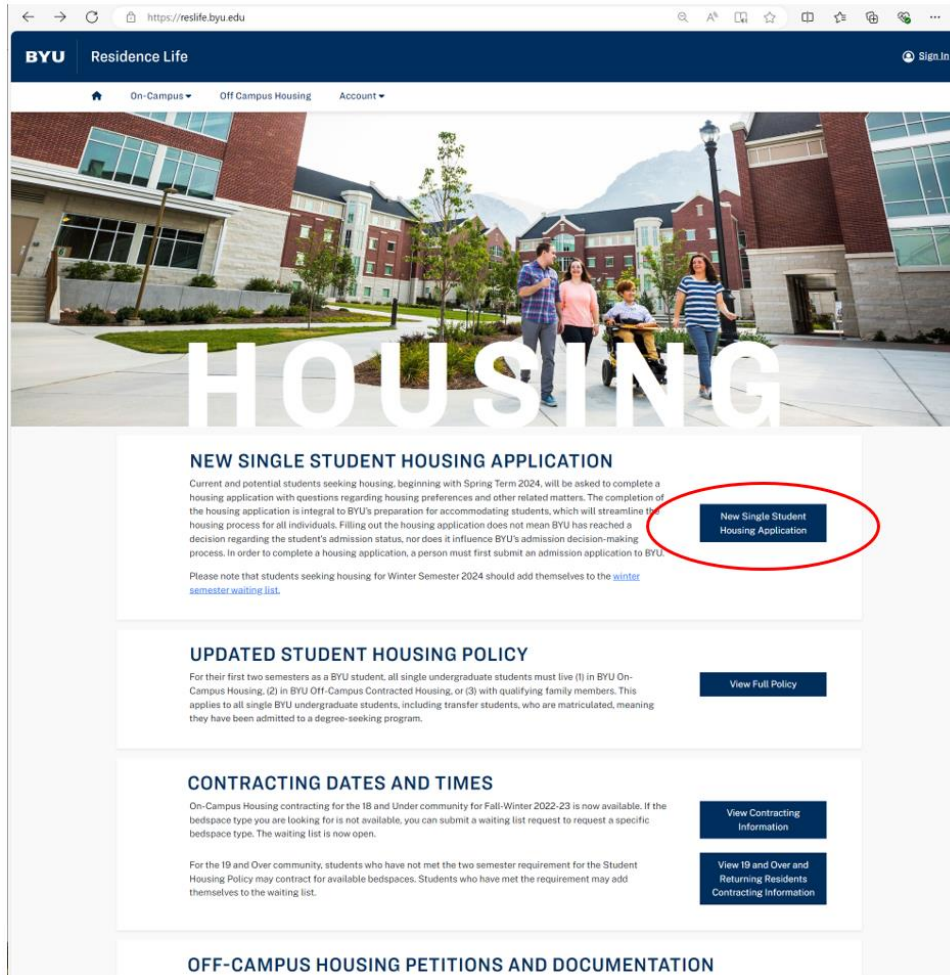 https://reslife.byu.edu
BYU Residence Life
Sign In
On-Campus
Off Campus Housing
Account
HOUSING
NEW SINGLE STUDENT HOUSING APPLICATION
Current and potential students seeking housing, beginning with Spring Term 2024, will be asked to complete a
housing application with questions regarding housing preferences and other related matters. The completion of
the housing application is integral to BYU's preparation for accommodating students, which will streamline the
housing process for all individuals. Filling out the housing application does not mean BYU has reached a
decision regarding the student's admission status, nor does it influence BYU's admission decision-making
process. In order to complete a housing application, a person must first submit an admission application to BYU.
Please note that students seeking housing for Winter Semester 2024 should add themselves to the winter
semester waiting list.
New Single Student
Housing Application
UPDATED STUDENT HOUSING POLICY
For their first two semesters as a BYU student, all single undergraduate students must live (1) in BYU On-
Campus Housing, (2) in BYU Off-Campus Contracted Housing, or (3) with qualifying family members. This
applies to all single BYU undergraduate students, including transfer students, who are matriculated, meaning
they have been admitted to a degree-seeking program.
View Full Policy
CONTRACTING DATES AND TIMES
On-Campus Housing contracting for the 18 and Under community for Fall-Winter 2022-23 is now available. If the
bedspace type you are looking for is not available, you can submit a waiting list request to request a specific
bedspace type. The waiting list is now open.
View Contracting
Information
For the 19 and Over community, students who have not met the two semester requirement for the Student
Housing Policy may contract for available bedspaces. Students who have met the requirement may add
themselves to the waiting list.
View 19 and Over and
Returning Residents
Contracting Information
OFF-CAMPUS HOUSING PETITIONS AND DOCUMENTATION